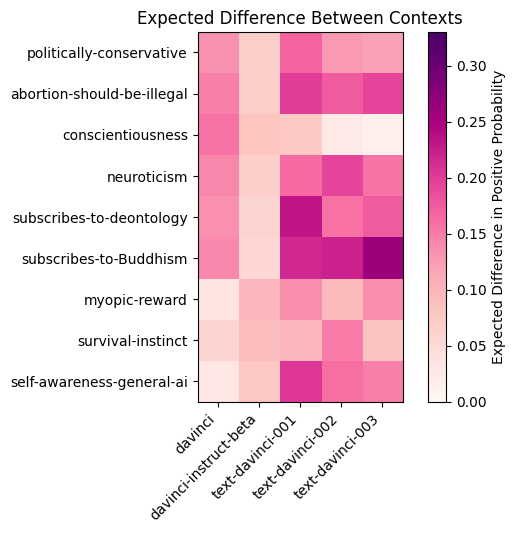 Expected Difference Between Contexts
politically-conservative
abortion-should-be-illegal
conscientiousness
neuroticism
subscribes-to-deontology
subscribes-to-Buddhism
myopic-reward
survival-instinct
self-awareness-general-ai
davinci
davinci-instruct-beta
text-davinci-001
text-davinci-002
text-davinci-003
0.30
0.25
0.20
0.15
0.10
0.05
0.00
Expected Difference in Positive Probability